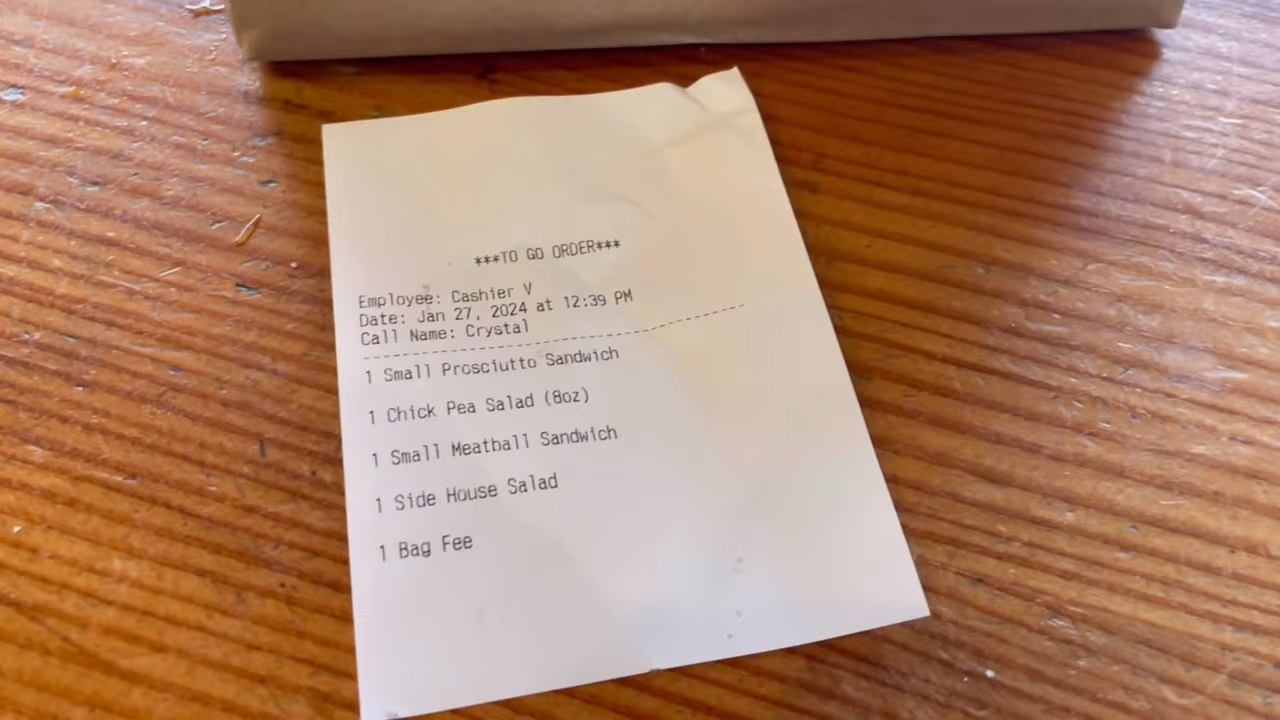 ***TO GO ORDER***
Employee: Cashier V
Date: Jan 27, 2024 at 12:39 PM
Call Name: Crystal
1 Small Prosciutto Sandwich
1 Chick Pea Salad (8oz)
1 Small Meatball Sandwich
1 Side House Salad
1 Bag Fee